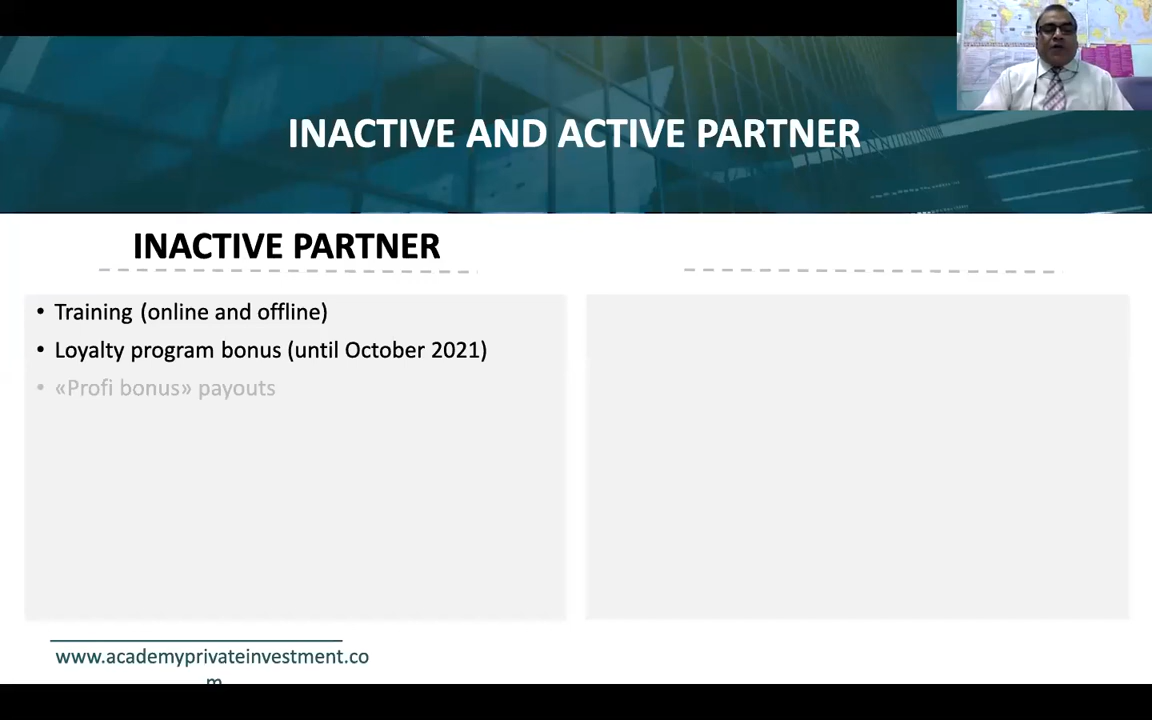 INACTIVE AND ACTIVE PARTNER
INACTIVE PARTNER
• Training (online and offline)
• Loyalty program bonus (until October 2021)
• «Profi bonus» payouts
www.academyprivateinvestment.co
m